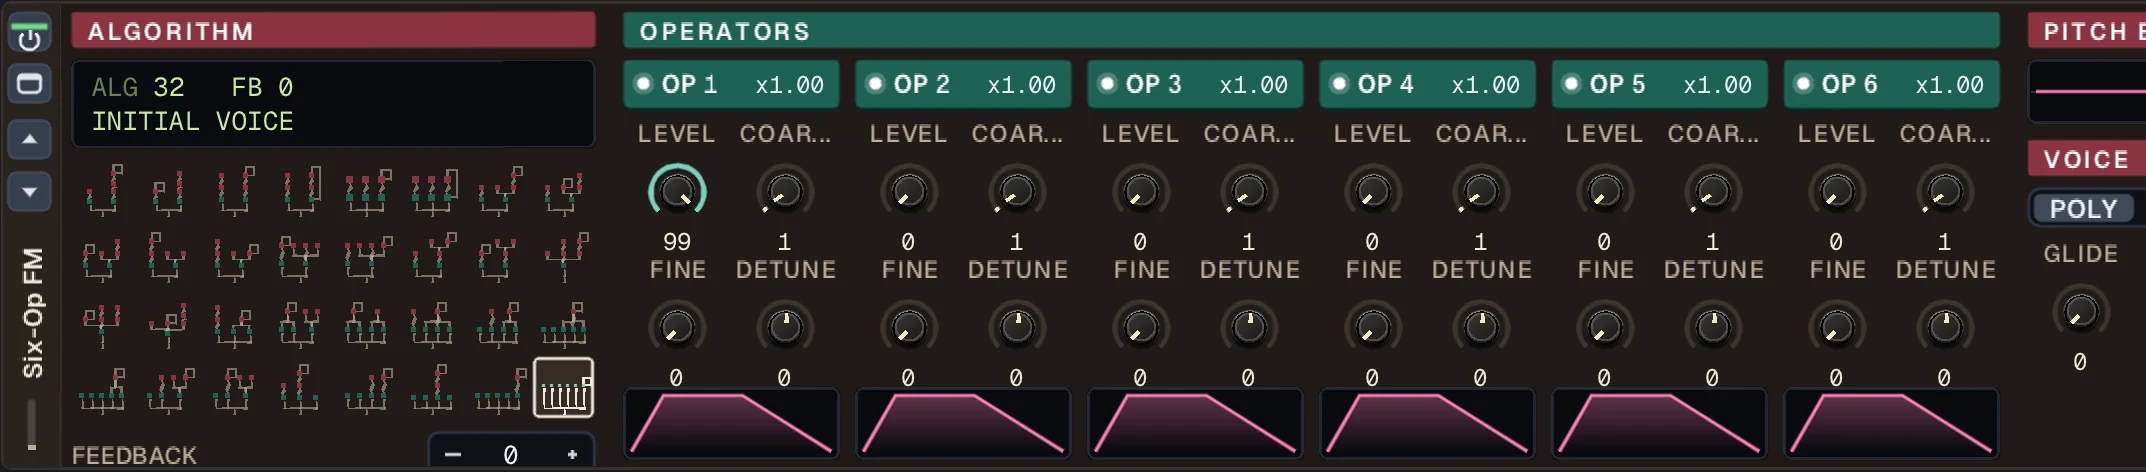 Six-Op FM
ALGORITHM
ALG 32 FB 0
INITIAL VOICE
FEEDBACK
− 0 +
OPERATORS
OP 1 x1.00
LEVEL COAR...
99 1
FINE DETUNE
0 0
OP 2 x1.00
LEVEL COAR...
0 1
FINE DETUNE
0 0
OP 3 x1.00
LEVEL COAR...
0 1
FINE DETUNE
0 0
OP 4 x1.00
LEVEL COAR...
0 1
FINE DETUNE
0 0
OP 5 x1.00
LEVEL COAR...
0 1
FINE DETUNE
0 0
OP 6 x1.00
LEVEL COAR...
0 1
FINE DETUNE
0 0
PITCH E
VOICE
POLY
GLIDE
0